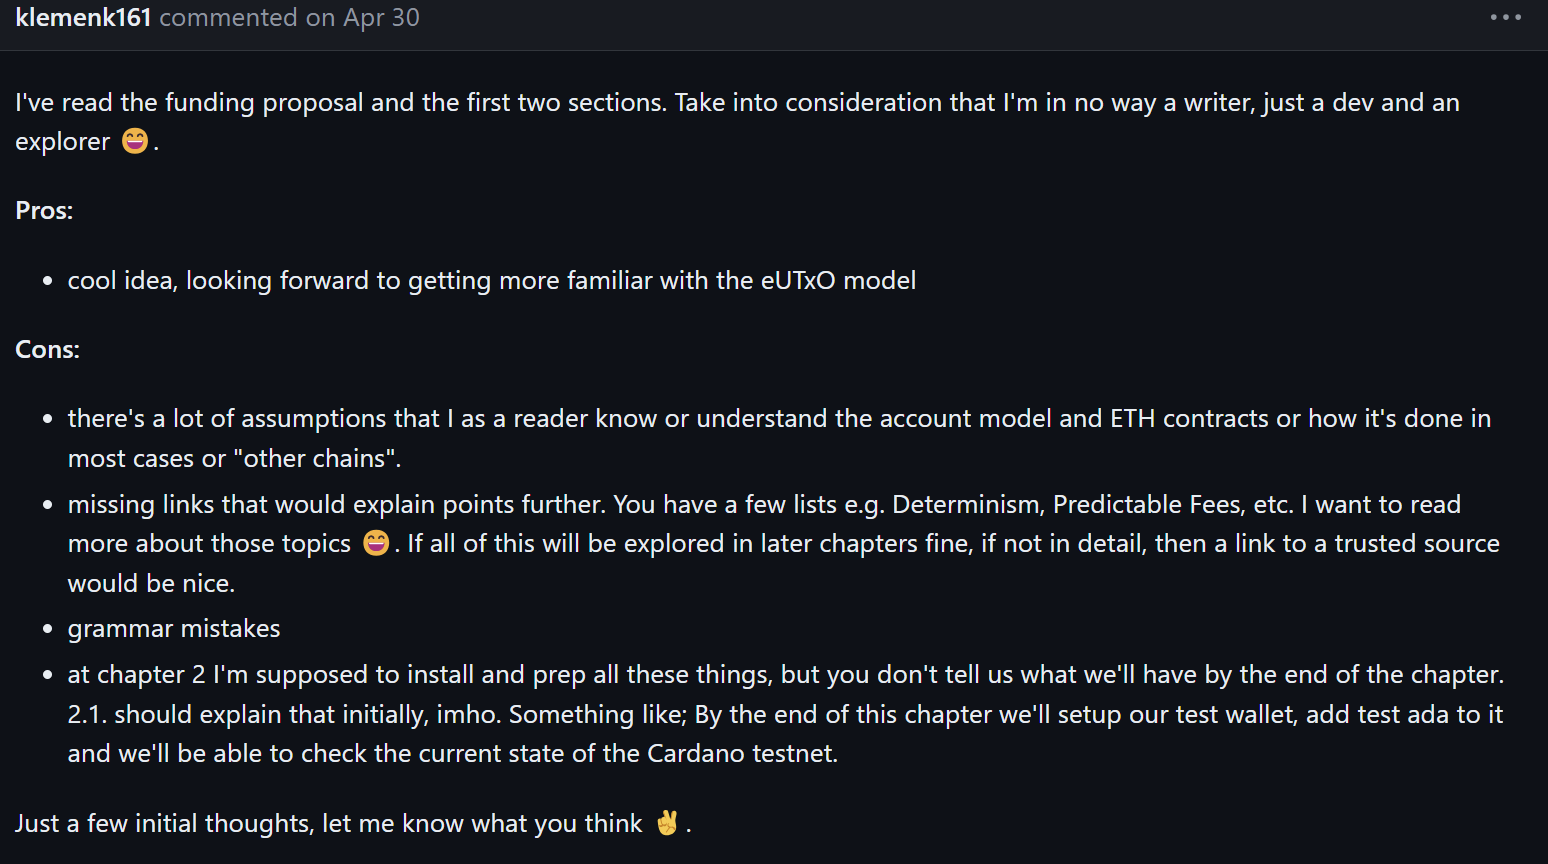 klemenk161 commented on Apr 30
I've read the funding proposal and the first two sections. Take into consideration that I'm in no way a writer, just a dev and an
explorer 😄.
Pros:
• cool idea, looking forward to getting more familiar with the eUTxO model
Cons:
• there's a lot of assumptions that I as a reader know or understand the account model and ETH contracts or how it's done in
most cases or "other chains".
• missing links that would explain points further. You have a few lists e.g. Determinism, Predictable Fees, etc. I want to read
more about those topics 😄. If all of this will be explored in later chapters fine, if not in detail, then a link to a trusted source
would be nice.
• grammar mistakes
• at chapter 2 I'm supposed to install and prep all these things, but you don't tell us what we'll have by the end of the chapter.
2.1. should explain that initially, imho. Something like; By the end of this chapter we'll setup our test wallet, add test ada to it
and we'll be able to check the current state of the Cardano testnet.
Just a few initial thoughts, let me know what you think ✌️.